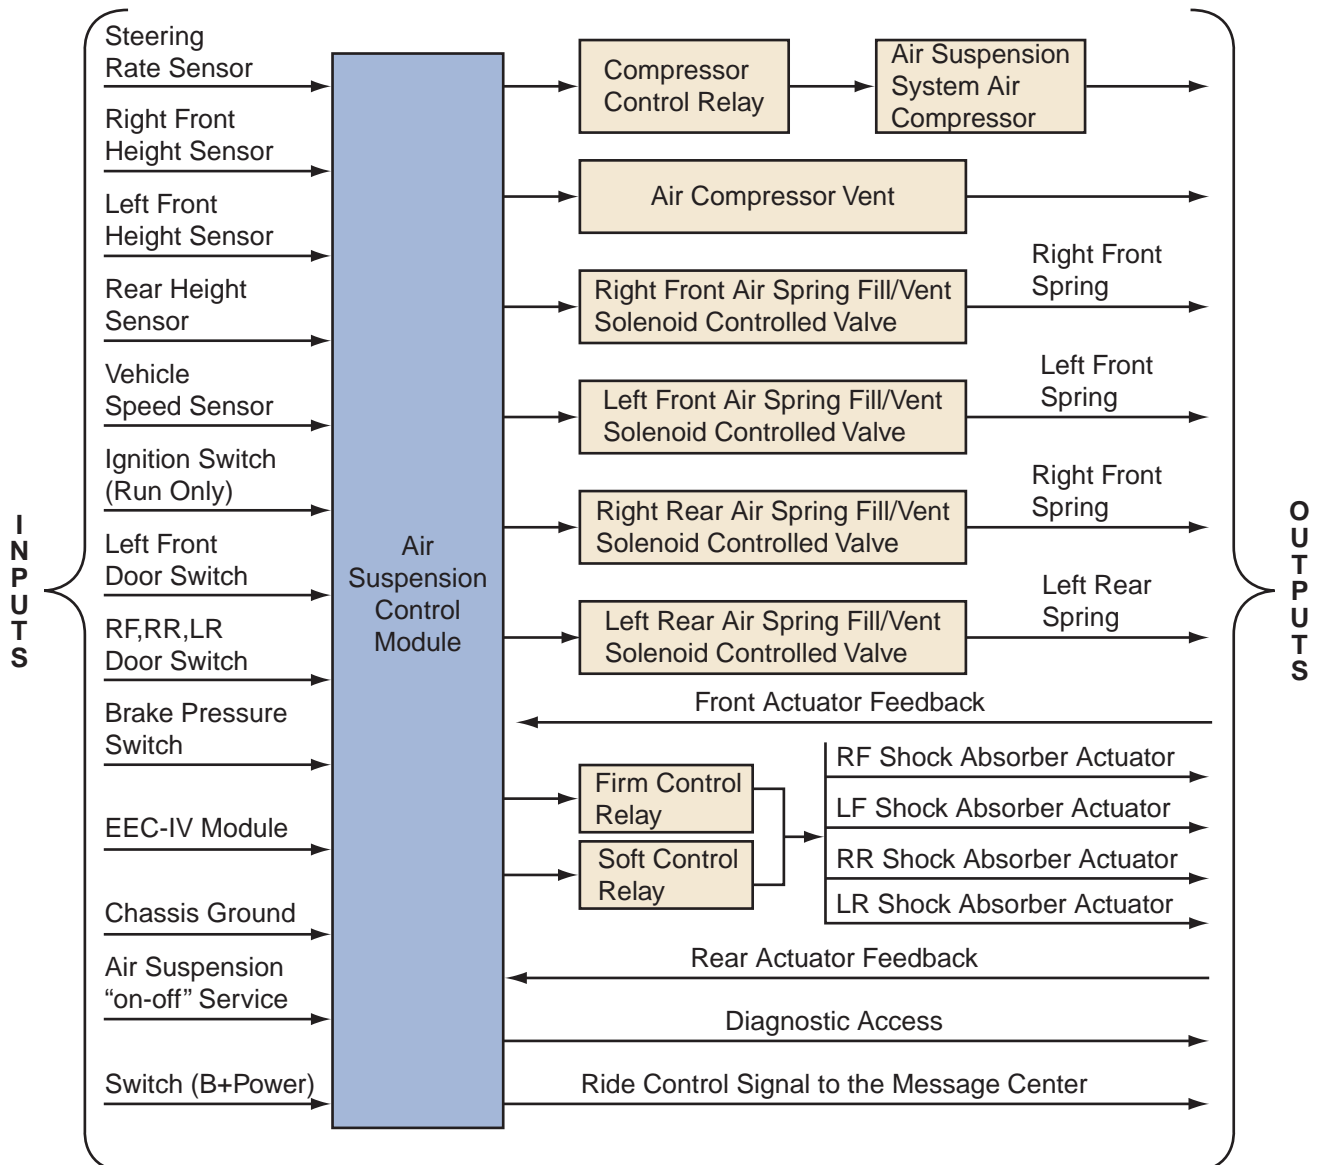 INPUTS
Steering
Rate Sensor
Right Front
Height Sensor
Left Front
Height Sensor
Rear Height
Sensor
Vehicle
Speed Sensor
Ignition Switch
(Run Only)
Left Front
Door Switch
RF,RR,LR
Door Switch
Brake Pressure
Switch
EEC-IV Module
Chassis Ground
Air Suspension
“on-off” Service
Switch (B+Power)
Air
Suspension
Control
Module
Compressor
Control Relay
Air Suspension
System Air
Compressor
Air Compressor Vent
Right Front Air Spring Fill/Vent
Solenoid Controlled Valve
Right Front
Spring
Left Front Air Spring Fill/Vent
Solenoid Controlled Valve
Left Front
Spring
Right Rear Air Spring Fill/Vent
Solenoid Controlled Valve
Right Front
Spring
Left Rear Air Spring Fill/Vent
Solenoid Controlled Valve
Left Rear
Spring
Front Actuator Feedback
Firm Control
Relay
Soft Control
Relay
RF Shock Absorber Actuator
LF Shock Absorber Actuator
RR Shock Absorber Actuator
LR Shock Absorber Actuator
Rear Actuator Feedback
Diagnostic Access
Ride Control Signal to the Message Center
OUTPUTS